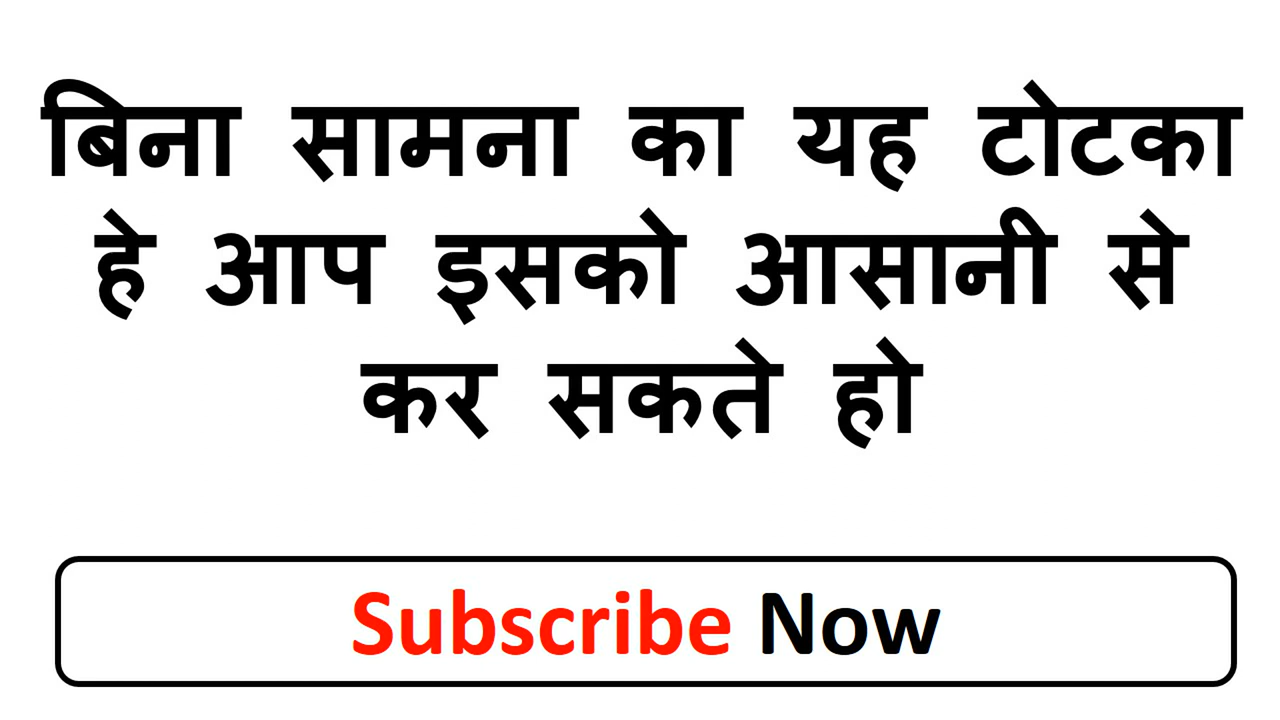 बिना सामना का यह टोटका
हे आप इसको आसानी से
कर सकते हो
Subscribe Now